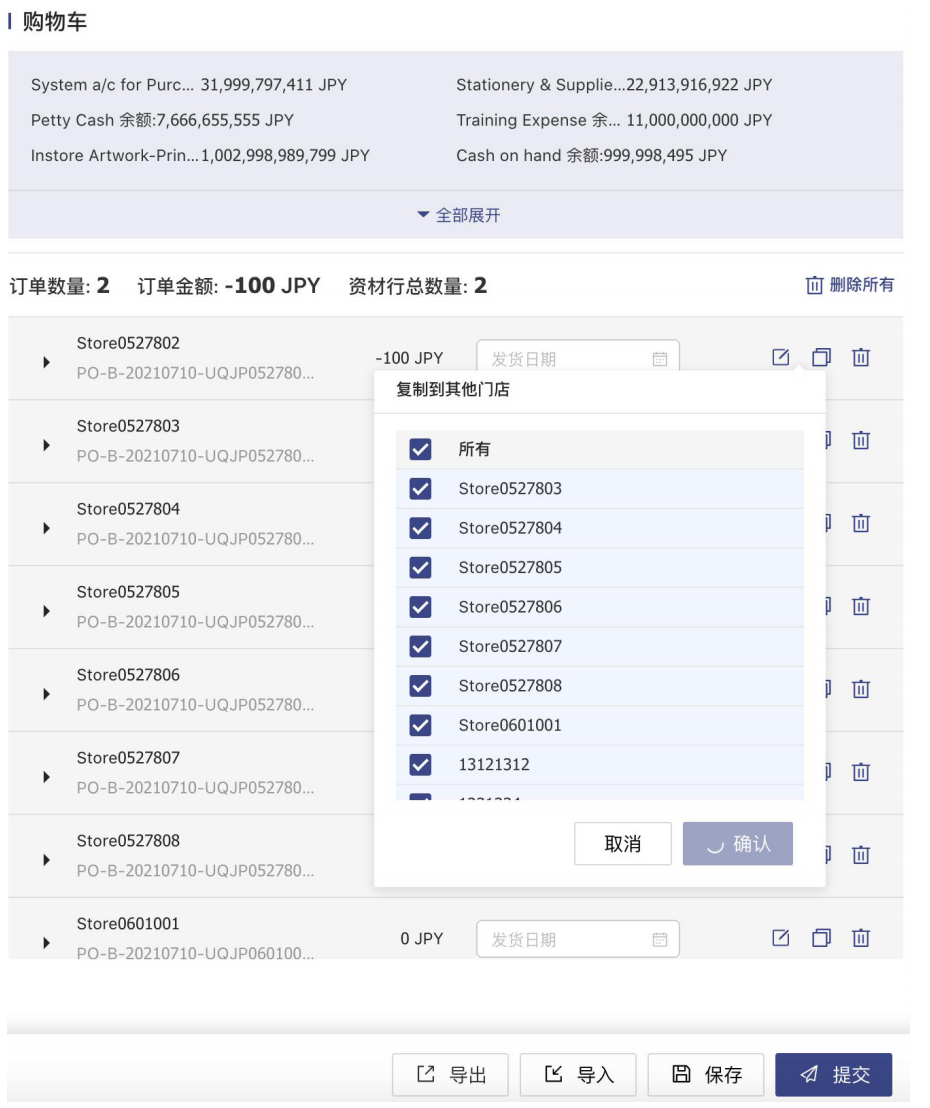 购物车
System a/c for Purc... 31,999,797,411 JPY
Stationery & Supplie...22,913,916,922 JPY
Petty Cash 余额:7,666,655,555 JPY
Training Expense 余... 11,000,000,000 JPY
Instore Artwork-Prin...1,002,998,989,799 JPY
Cash on hand 余额:999,998,495 JPY
全部展开
订单数量: 2 订单金额: -100 JPY 资材行总数量: 2 删除所有
Store0527802
PO-B-20210710-UQJP052780...
-100 JPY 发货日期
Store0527803
PO-B-20210710-UQJP052780...
Store0527804
PO-B-20210710-UQJP052780...
Store0527805
PO-B-20210710-UQJP052780...
Store0527806
PO-B-20210710-UQJP052780...
Store0527807
PO-B-20210710-UQJP052780...
Store0527808
PO-B-20210710-UQJP052780...
Store0601001
PO-B-20210710-UQJP060100...
0 JPY 发货日期
复制到其他门店
所有
Store0527803
Store0527804
Store0527805
Store0527806
Store0527807
Store0527808
Store0601001
13121312
取消 确认
导出 导入 保存 提交